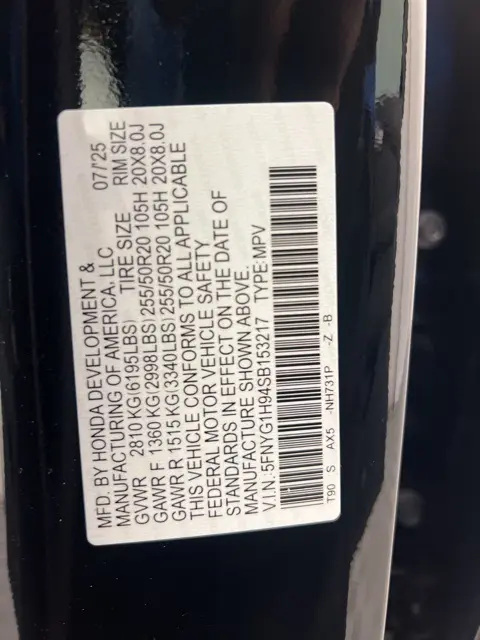 MFD. BY HONDA DEVELOPMENT &
MANUFACTURING OF AMERICA, LLC 07/25
GVWR 2810 KG(6195LBS) TIRE SIZE RIM SIZE
GAWR F 1360 KG(2998LBS) 255/50R20 105H 20X8.0J
GAWR R 1515 KG(3340LBS) 255/50R20 105H 20X8.0J
THIS VEHICLE CONFORMS TO ALL APPLICABLE
FEDERAL MOTOR VEHICLE SAFETY
STANDARDS IN EFFECT ON THE DATE OF
MANUFACTURE SHOWN ABOVE.
V.I.N.:5FNYG1H94SB153217 TYPE:MPV
T90 S AX5 -NH731P -Z -B